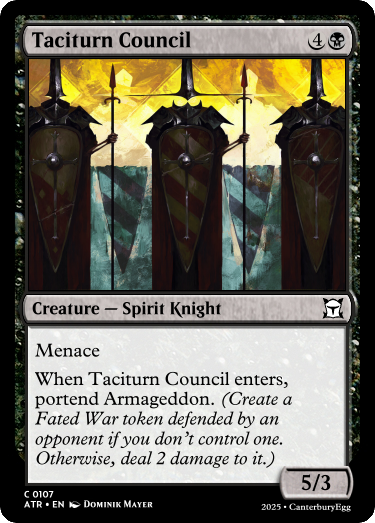 Taciturn Council 4
Creature — Spirit Knight
Menace
When Taciturn Council enters,
portend Armageddon. (Create a
Fated War token defended by an
opponent if you don't control one.
Otherwise, deal 2 damage to it.)
5/3
C 0107
ATR • EN Dominik Mayer
2025 • CanterburyEgg